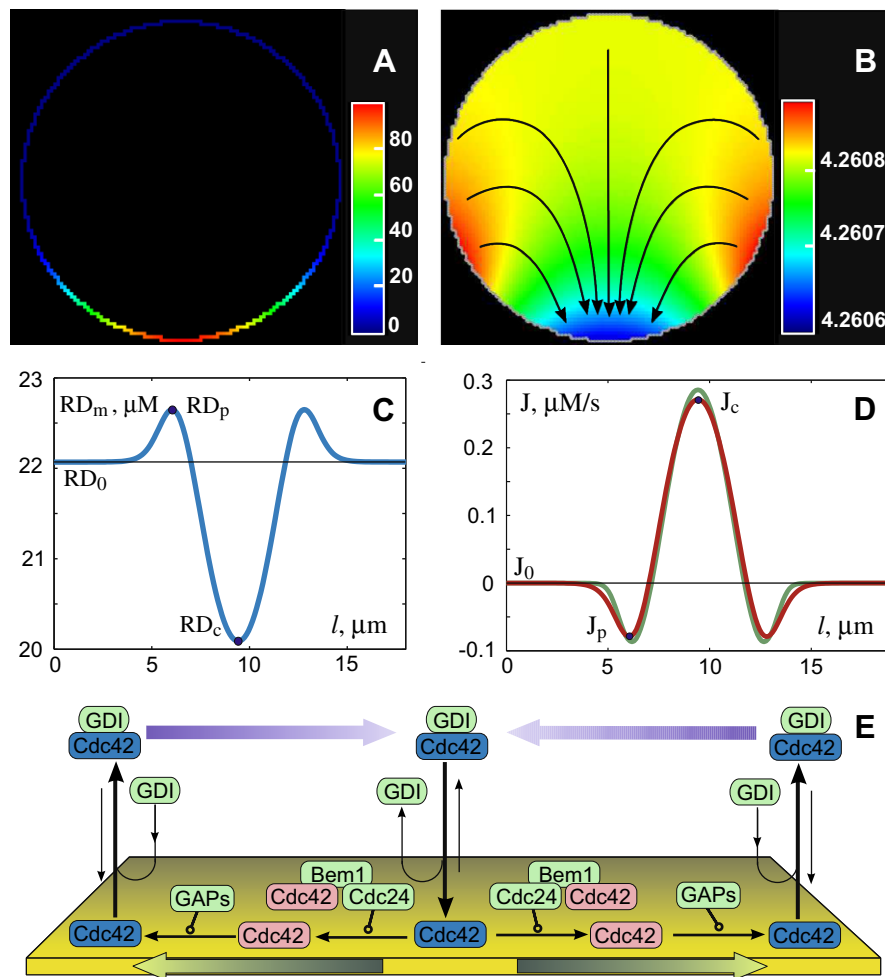 A
80
60
40
20
0
B
4.2608
4.2607
4.2606
C
23
22
21
20
RD_m, μM
RD_p
RD_0
RD_c
l, μm
0 5 10 15
D
0.3
0.2
0.1
0
-0.1
J, μM/s
J_c
J_0
J_p
l, μm
0 5 10 15
E
GDI
Cdc42
GDI
Cdc42
GDI
Cdc42
GDI
GDI
GDI
Bem1
Cdc42
Cdc24
Bem1
Cdc24
Cdc42
GAPs
GAPs
Cdc42
Cdc42
Cdc42
Cdc42
Cdc42